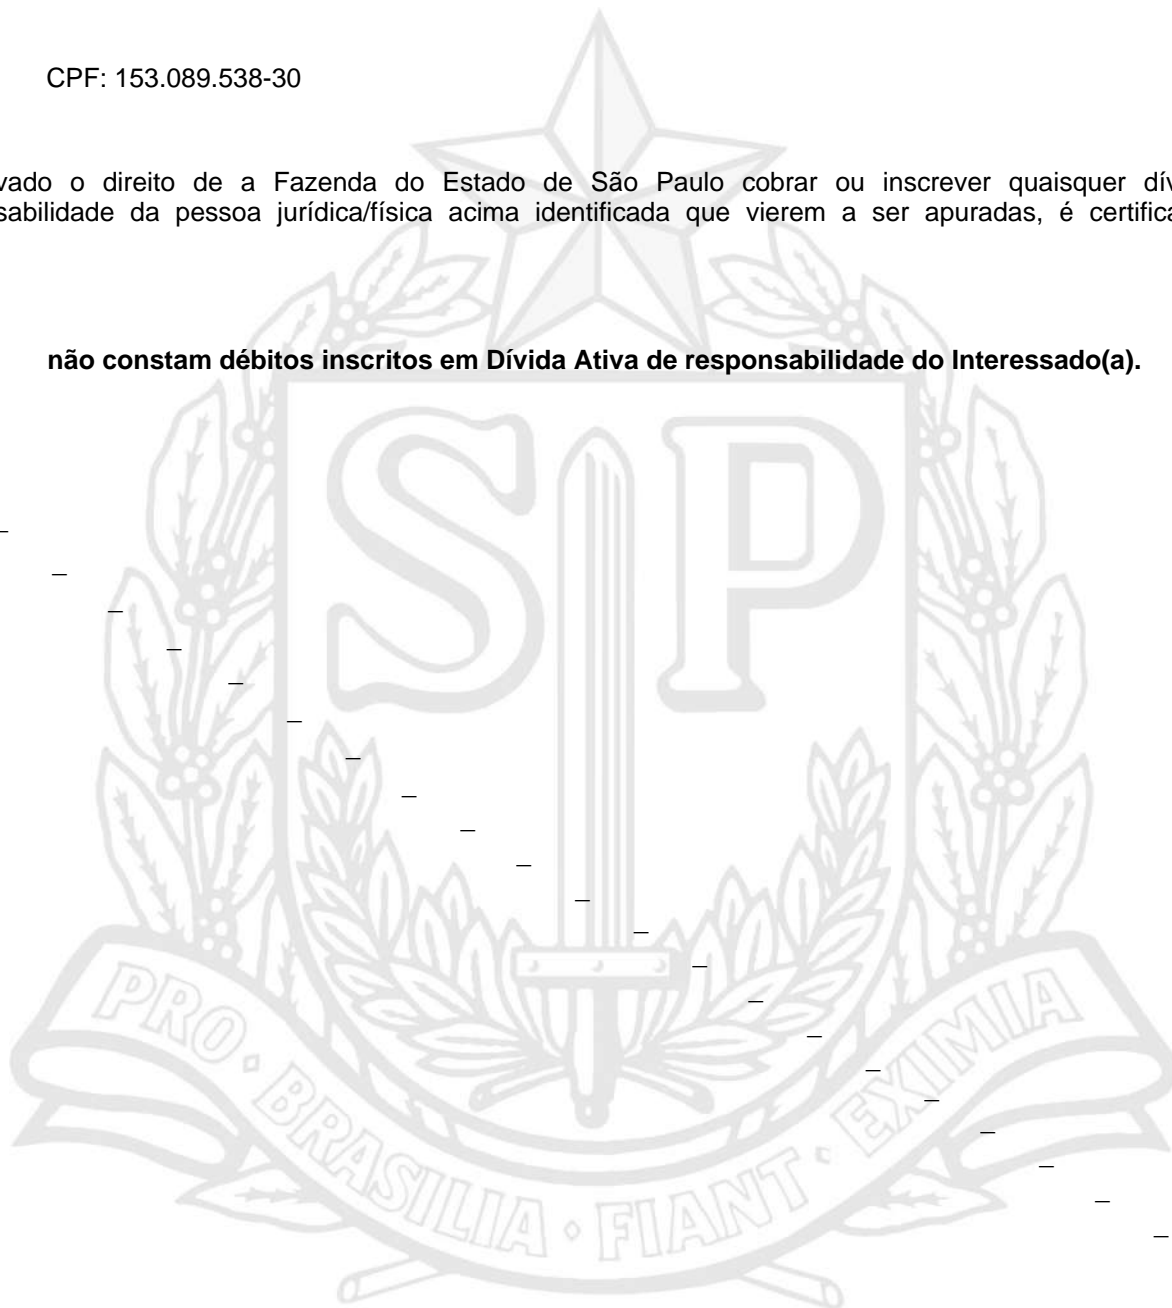 CPF: 153.089.538-30
vado o direito de a Fazenda do Estado de São Paulo cobrar ou inscrever quaisquer dív
sabilidade da pessoa jurídica/física acima identificada que vierem a ser apuradas, é certifica
não constam débitos inscritos em Dívida Ativa de responsabilidade do Interessado(a).
SP
PRO • BRASILIA • FIANT • EXIMIA